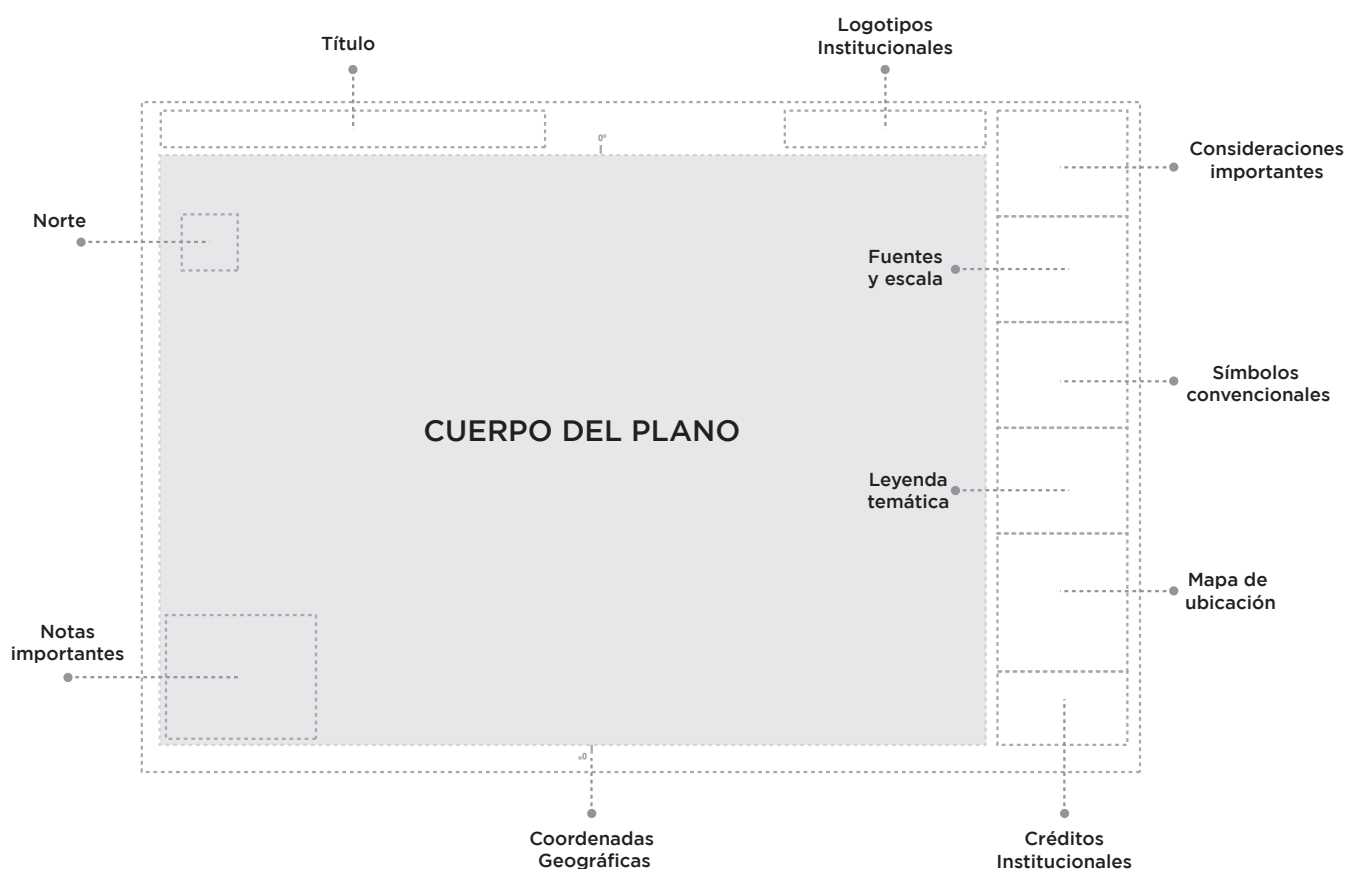 Título
Logotipos
Institucionales
0°
Consideraciones
importantes
Norte
Fuentes
y escala
Símbolos
convencionales
CUERPO DEL PLANO
Leyenda
temática
Mapa de
ubicación
Notas
importantes
0°
Coordenadas
Geográficas
Créditos
Institucionales